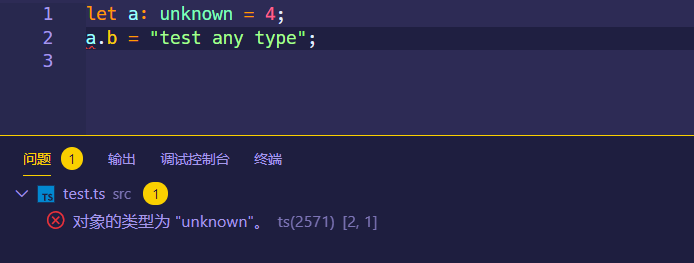 1 let a: unknown = 4;
2 a.b = "test any type";
3
问题 1 输出 调试控制台 终端
TS test.ts src 1
对象的类型为 "unknown"。 ts(2571) [2, 1]